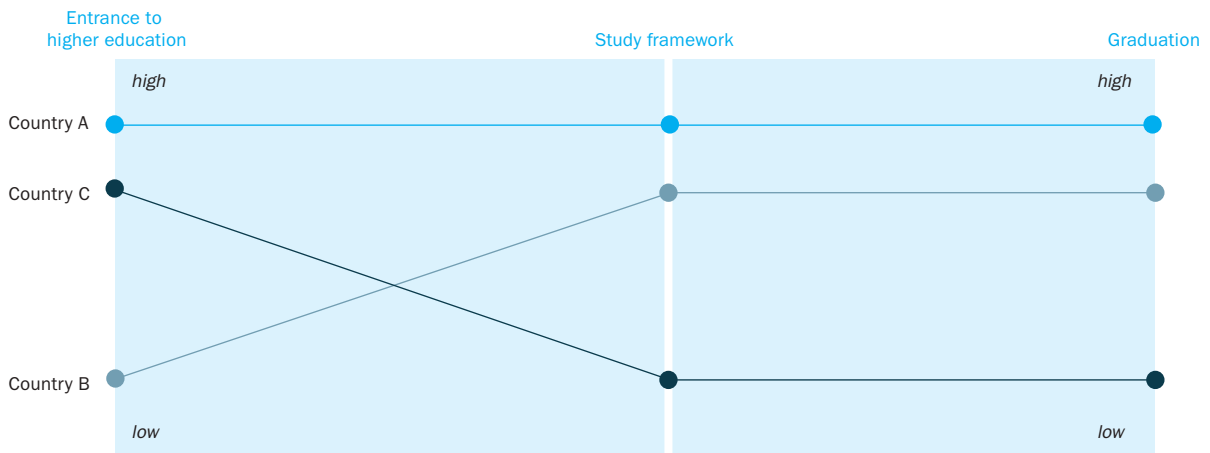 Entrance to
higher education
Study framework
Graduation
high
high
Country A
Country C
Country B
low
low